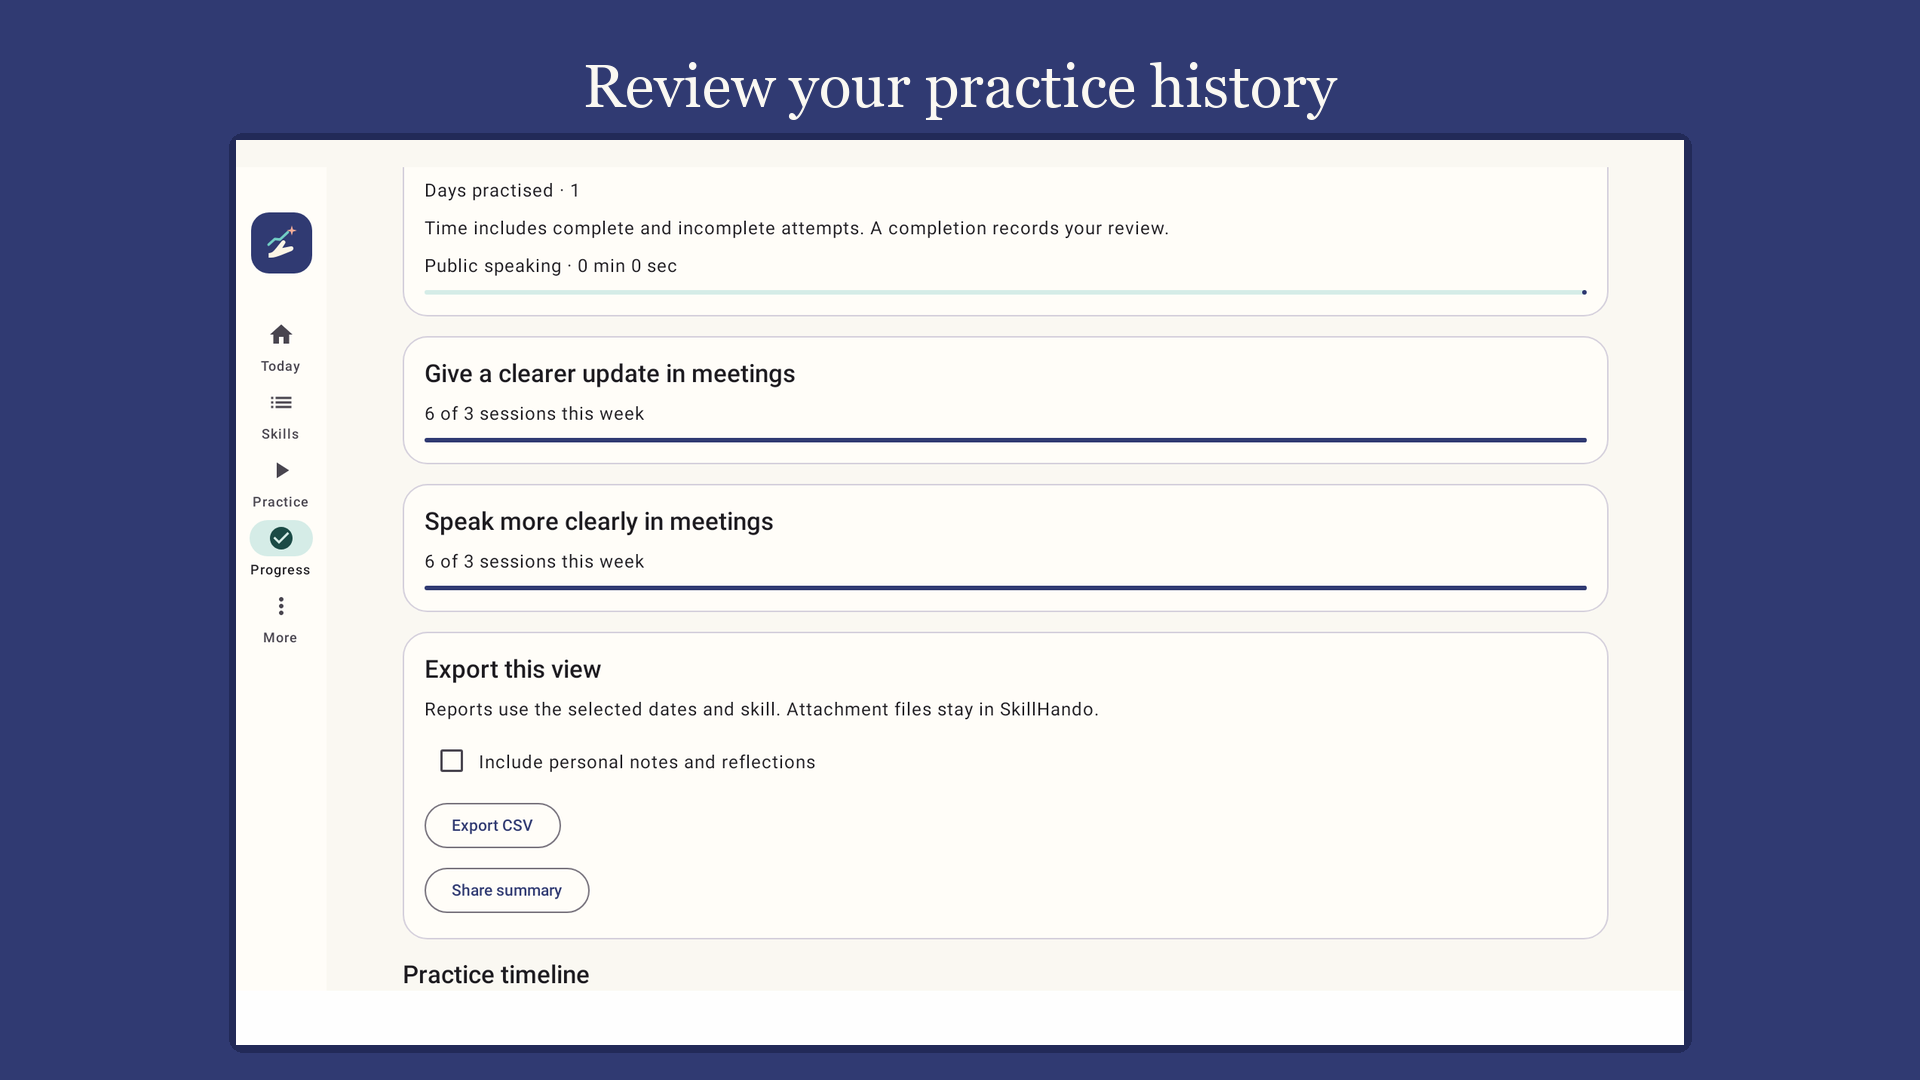 Review your practice history
Days practised · 1
Time includes complete and incomplete attempts. A completion records your review.
Public speaking · 0 min 0 sec
Today
Skills
Practice
Progress
More
Give a clearer update in meetings
6 of 3 sessions this week
Speak more clearly in meetings
6 of 3 sessions this week
Export this view
Reports use the selected dates and skill. Attachment files stay in SkillHando.
Include personal notes and reflections
Export CSV
Share summary
Practice timeline